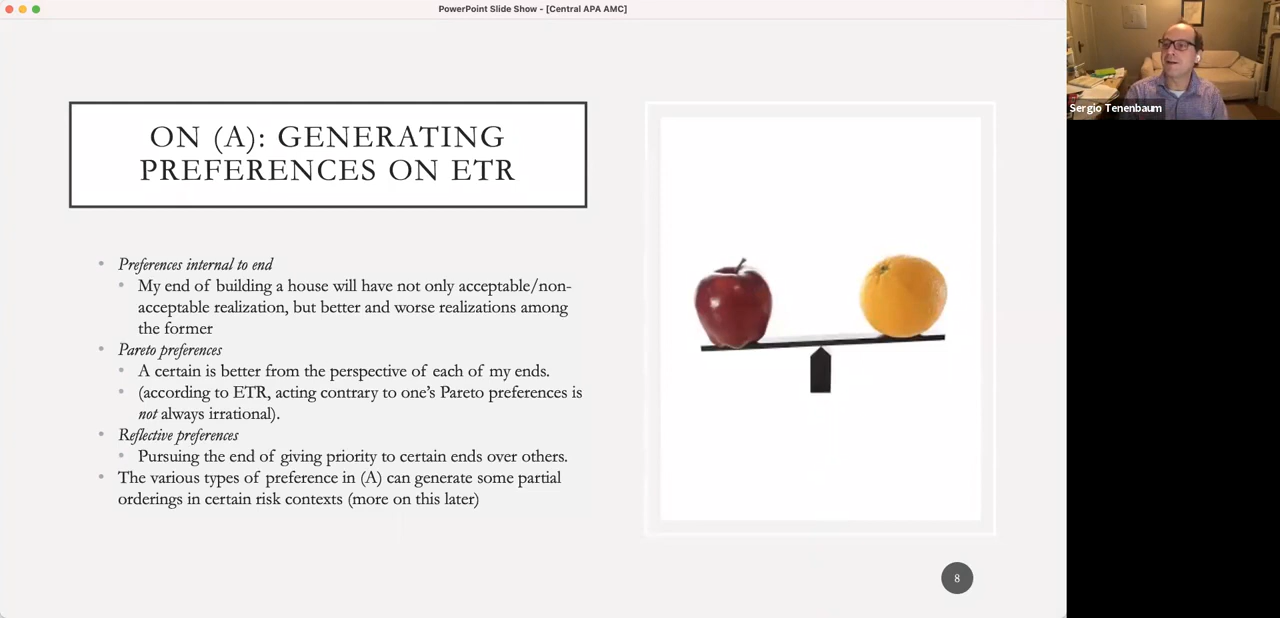 PowerPoint Slide Show - [Central APA AMC]
Sergio Tenenbaum
ON (A): GENERATING
PREFERENCES ON ETR
• Preferences internal to end
• My end of building a house will have not only acceptable/non-
acceptable realization, but better and worse realizations among
the former
• Pareto preferences
• A certain is better from the perspective of each of my ends.
• (according to ETR, acting contrary to one's Pareto preferences is
not always irrational).
• Reflective preferences
• Pursuing the end of giving priority to certain ends over others.
• The various types of preference in (A) can generate some partial
orderings in certain risk contexts (more on this later)
8